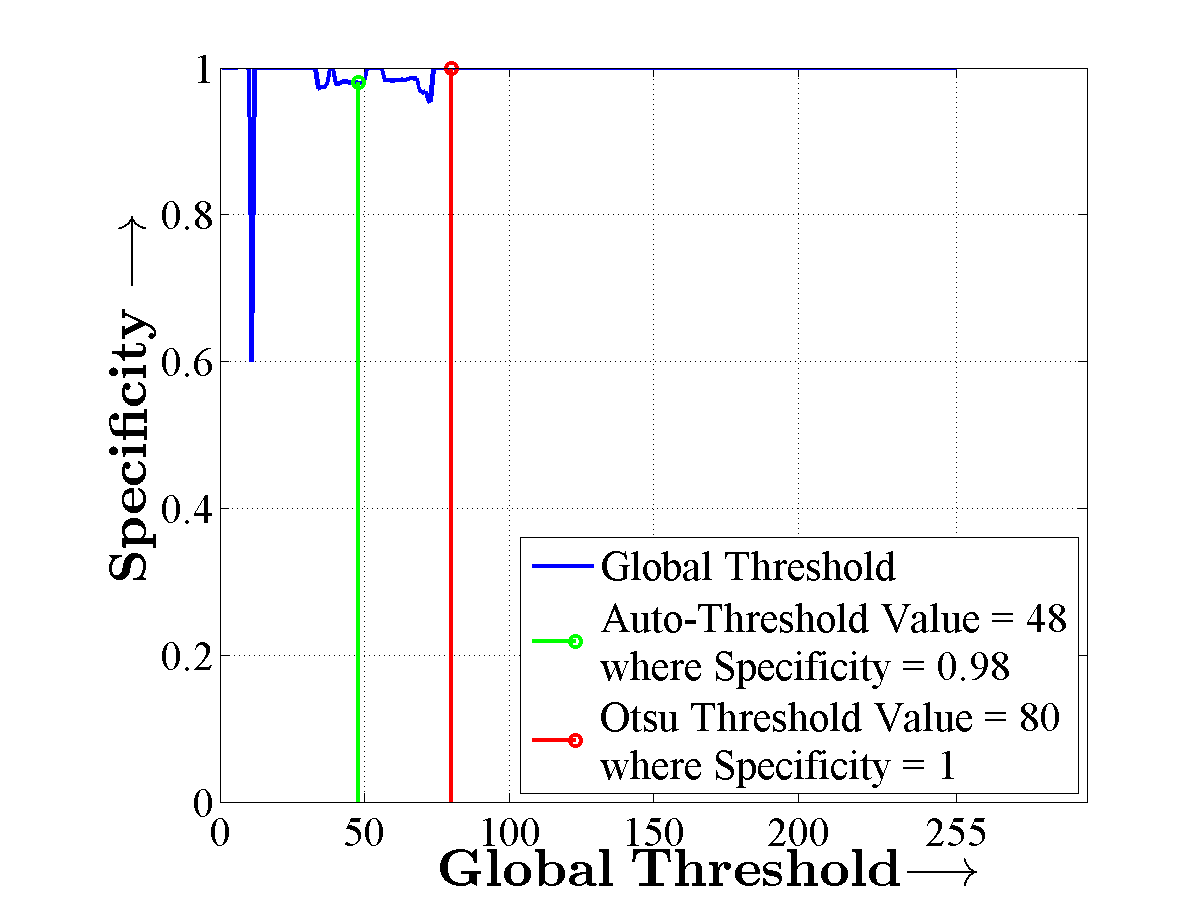 1
0.8
0.6
0.4
0.2
0
Specificity →
0 50 100 150 200 255
Global Threshold→
Global Threshold
Auto-Threshold Value = 48
where Specificity = 0.98
Otsu Threshold Value = 80
where Specificity = 1